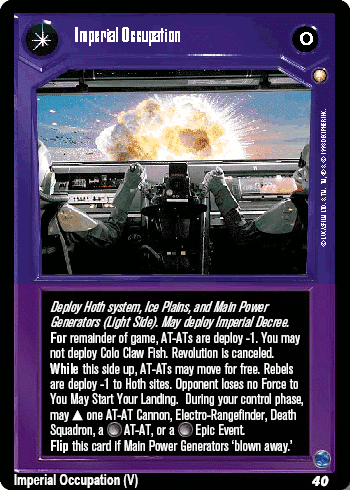 Imperial Occupation
O
Deploy Hoth system, Ice Plains, and Main Power
Generators (Light Side). May deploy Imperial Decree.
For remainder of game, AT-ATs are deploy -1. You may
not deploy Colo Claw Fish. Revolution is canceled.
While this side up, AT-ATs may move for free. Rebels
are deploy -1 to Hoth sites. Opponent loses no Force to
You May Start Your Landing. During your control phase,
may ▲ one AT-AT Cannon, Electro-Rangefinder, Death
Squadron, a AT-AT, or a Epic Event.
Flip this card if Main Power Generators 'blown away.'
Imperial Occupation (V)
40